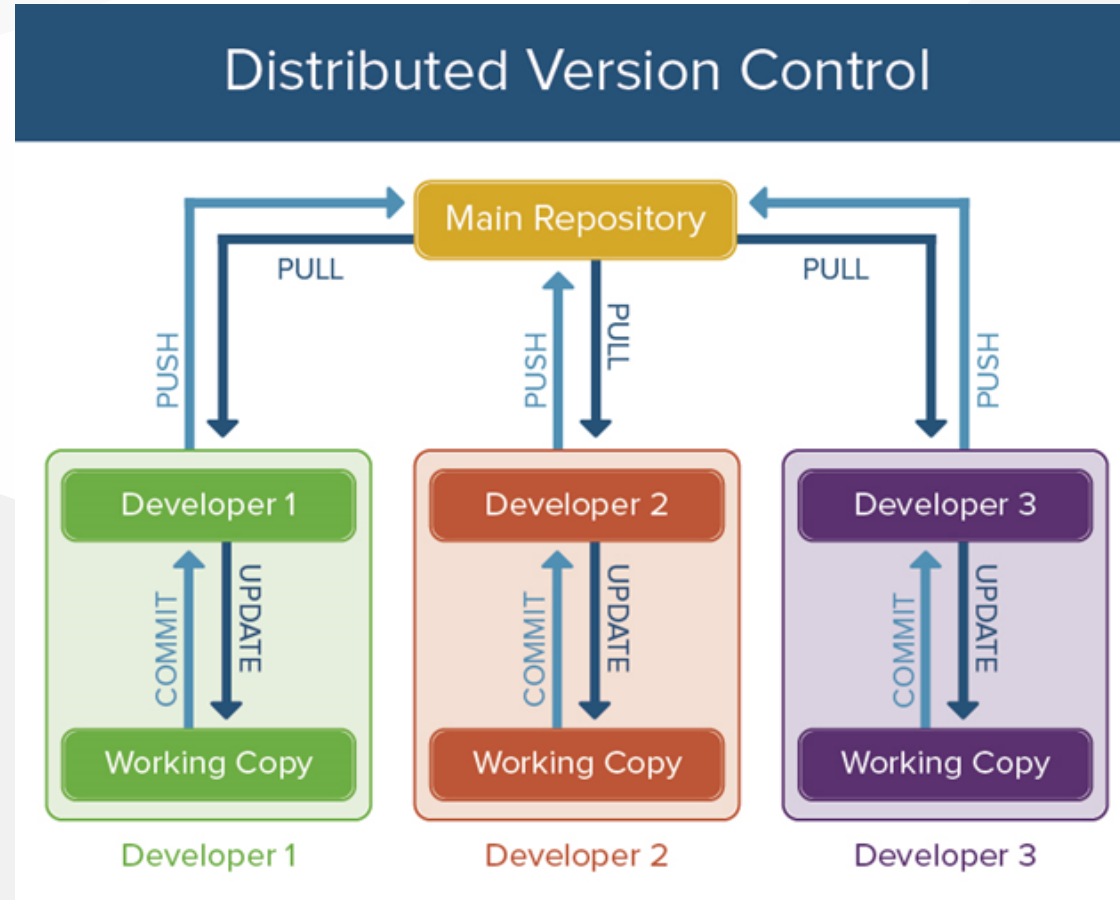 Distributed Version Control
Main Repository
PULL
PULL
PUSH
PUSH
PULL
PUSH
Developer 1
Developer 2
Developer 3
COMMIT
UPDATE
COMMIT
UPDATE
COMMIT
UPDATE
Working Copy
Working Copy
Working Copy
Developer 1
Developer 2
Developer 3